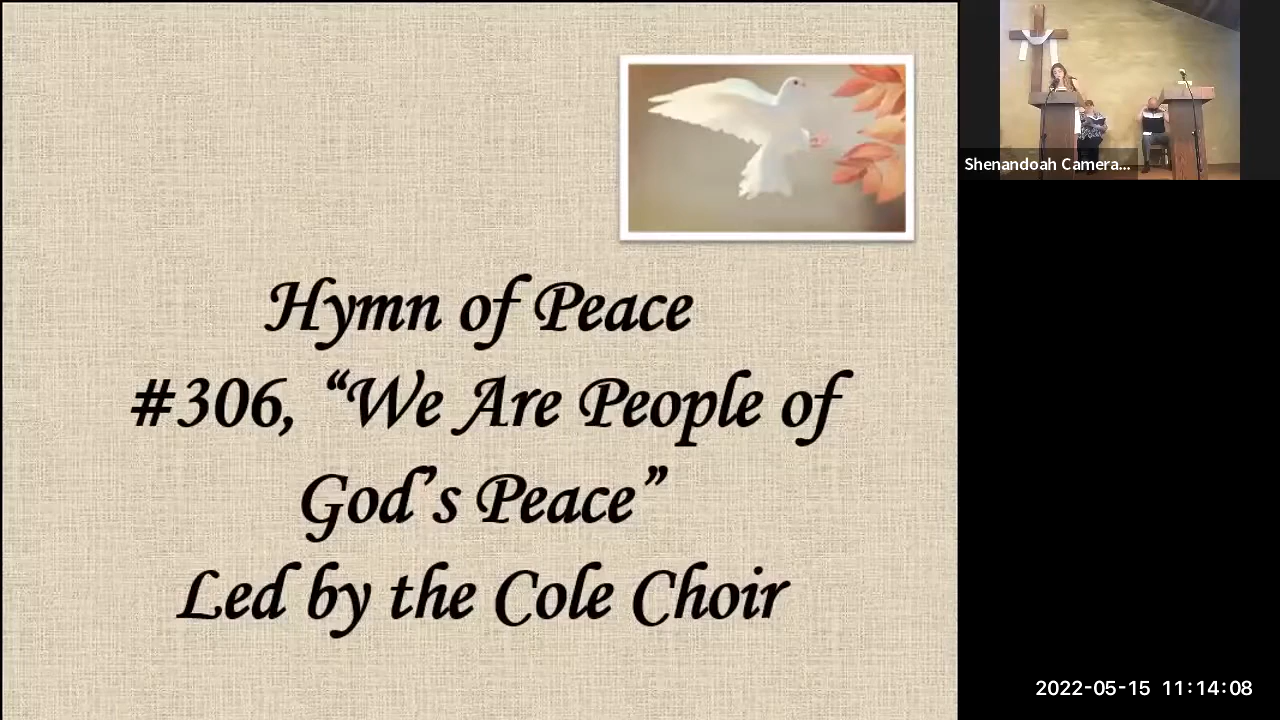 Hymn of Peace
#306, “We Are People of
God’s Peace”
Led by the Cole Choir
Shenandoah Camera...
2022-05-15 11:14:08